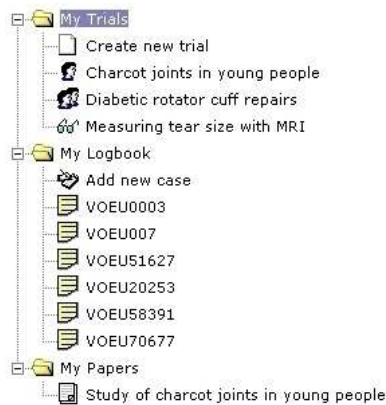 My Trials
Create new trial
Charcot joints in young people
Diabetic rotator cuff repairs
Measuring tear size with MRI
My Logbook
Add new case
VOEU0003
VOEU007
VOEU51627
VOEU20253
VOEU58391
VOEU70677
My Papers
Study of charcot joints in young people